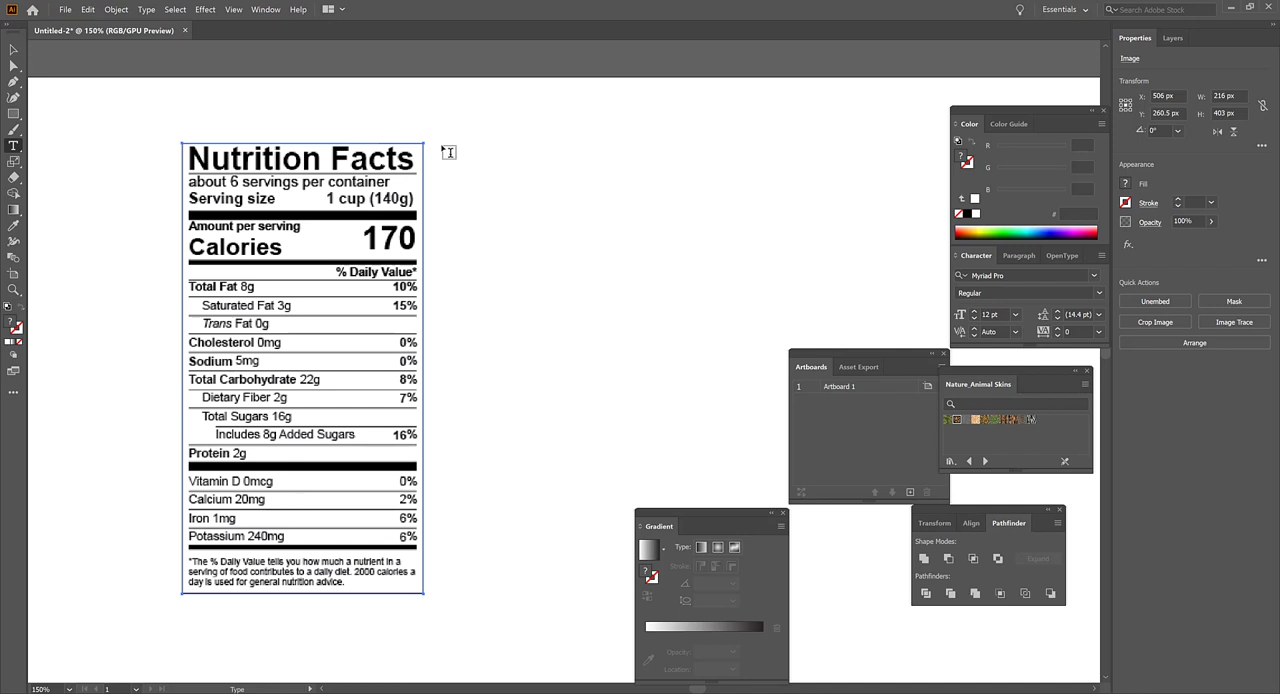 Ai File Edit Object Type Select Effect View Window Help Essentials Search Adobe Stock
Untitled-2* @ 150% (RGB/GPU Preview) ×
Properties Layers
Image
Transform
X: 506 px W: 216 px
Y: 260.5 px H: 403 px
0°
Appearance
? Fill
Stroke
Opacity 100%
fx.
Quick Actions
Unembed Mask
Crop Image Image Trace
Arrange
Nutrition Facts
about 6 servings per container
Serving size 1 cup (140g)
Amount per serving
Calories 170
% Daily Value*
Total Fat 8g 10%
Saturated Fat 3g 15%
Trans Fat 0g
Cholesterol 0mg 0%
Sodium 5mg 0%
Total Carbohydrate 22g 8%
Dietary Fiber 2g 7%
Total Sugars 16g
Includes 8g Added Sugars 16%
Protein 2g
Vitamin D 0mcg 0%
Calcium 20mg 2%
Iron 1mg 6%
Potassium 240mg 6%
*The % Daily Value tells you how much a nutrient in a
serving of food contributes to a daily diet. 2000 calories a
day is used for general nutrition advice.
Color Color Guide
? R
G
B
#
Character Paragraph OpenType
Myriad Pro
Regular
12 pt (14.4 pt)
Auto 0
Artboards Asset Export
1 Artboard 1
Nature_Animal Skins
Gradient
Type:
Stroke:
?
Opacity:
Location:
Transform Align Pathfinder
Shape Modes:
Expand
Pathfinders:
150% 1 Type